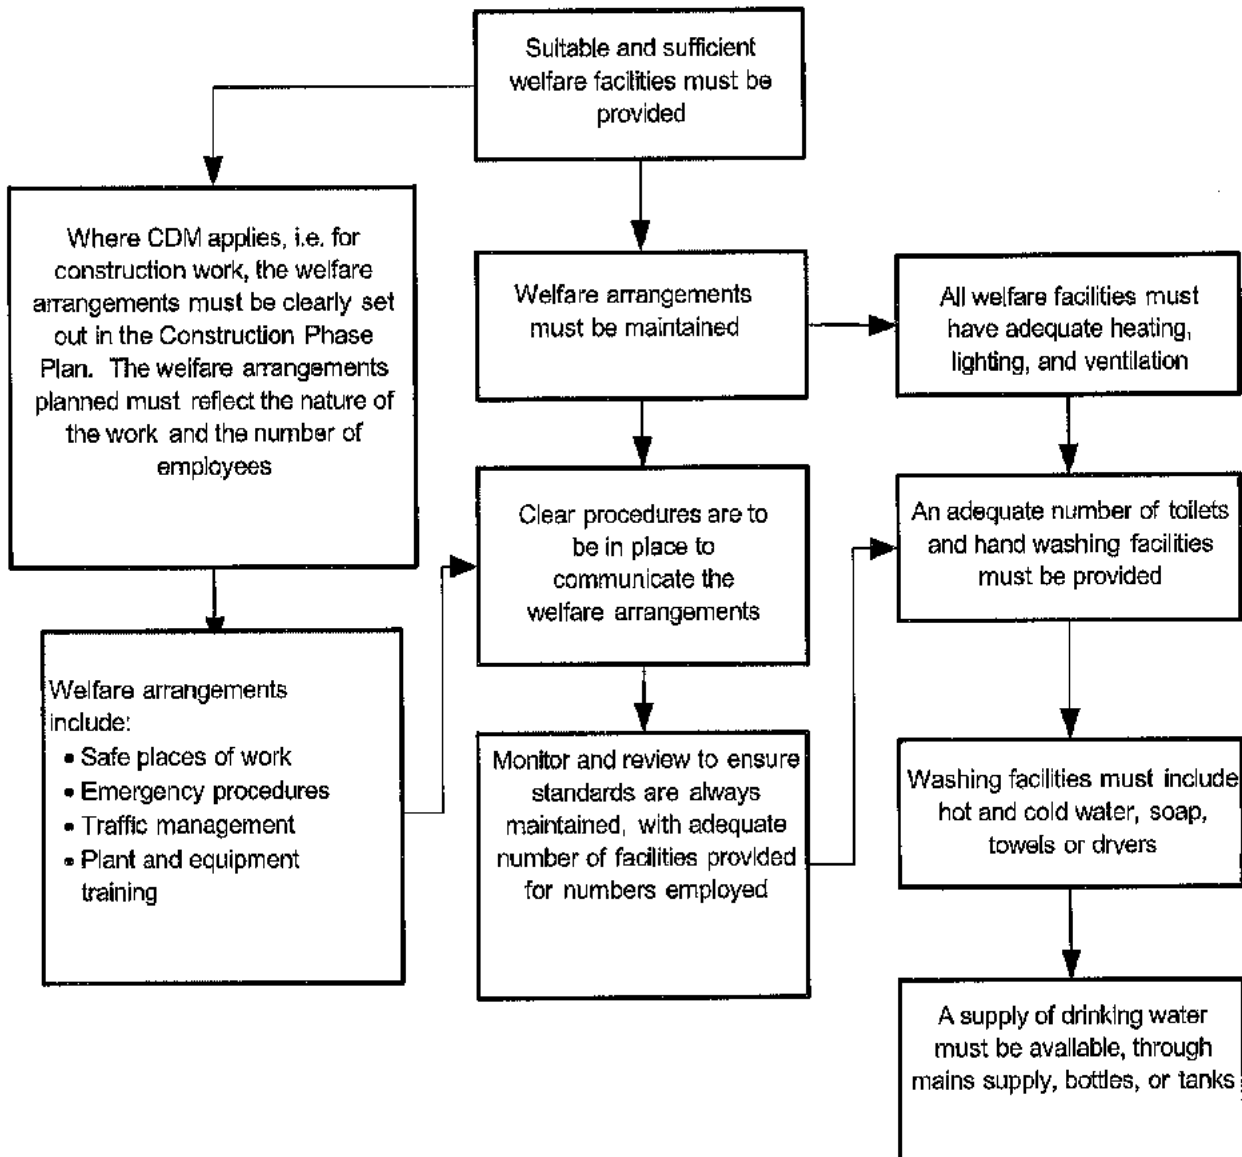 Suitable and sufficient
welfare facilities must be
provided
Where CDM applies, i.e. for
construction work, the welfare
arrangements must be clearly set
out in the Construction Phase
Plan. The welfare arrangements
planned must reflect the nature of
the work and the number of
employees
Welfare arrangements
must be maintained
All welfare facilities must
have adequate heating,
lighting, and ventilation
Clear procedures are to
be in place to
communicate the
welfare arrangements
An adequate number of toilets
and hand washing facilities
must be provided
Welfare arrangements
include:
• Safe places of work
• Emergency procedures
• Traffic management
• Plant and equipment
training
Monitor and review to ensure
standards are always
maintained, with adequate
number of facilities provided
for numbers employed
Washing facilities must include
hot and cold water, soap,
towels or dryers
A supply of drinking water
must be available, through
mains supply, bottles, or tanks